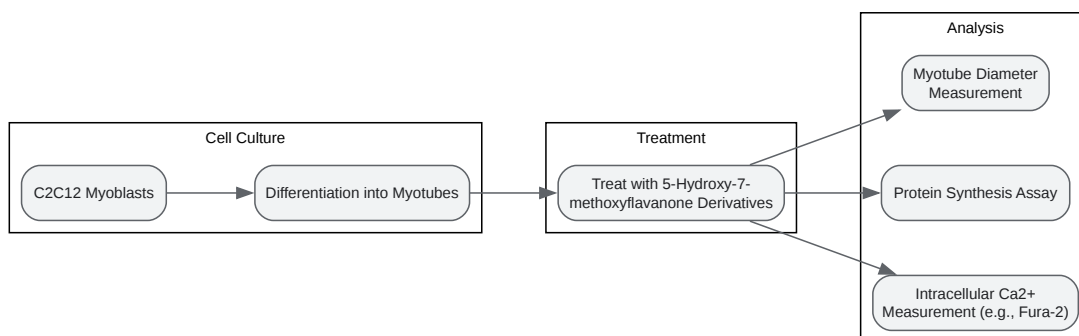 Cell Culture
C2C12 Myoblasts
Differentiation into Myotubes
Treatment
Treat with 5-Hydroxy-7-
methoxyflavanone Derivatives
Analysis
Myotube Diameter
Measurement
Protein Synthesis Assay
Intracellular Ca2+
Measurement (e.g., Fura-2)